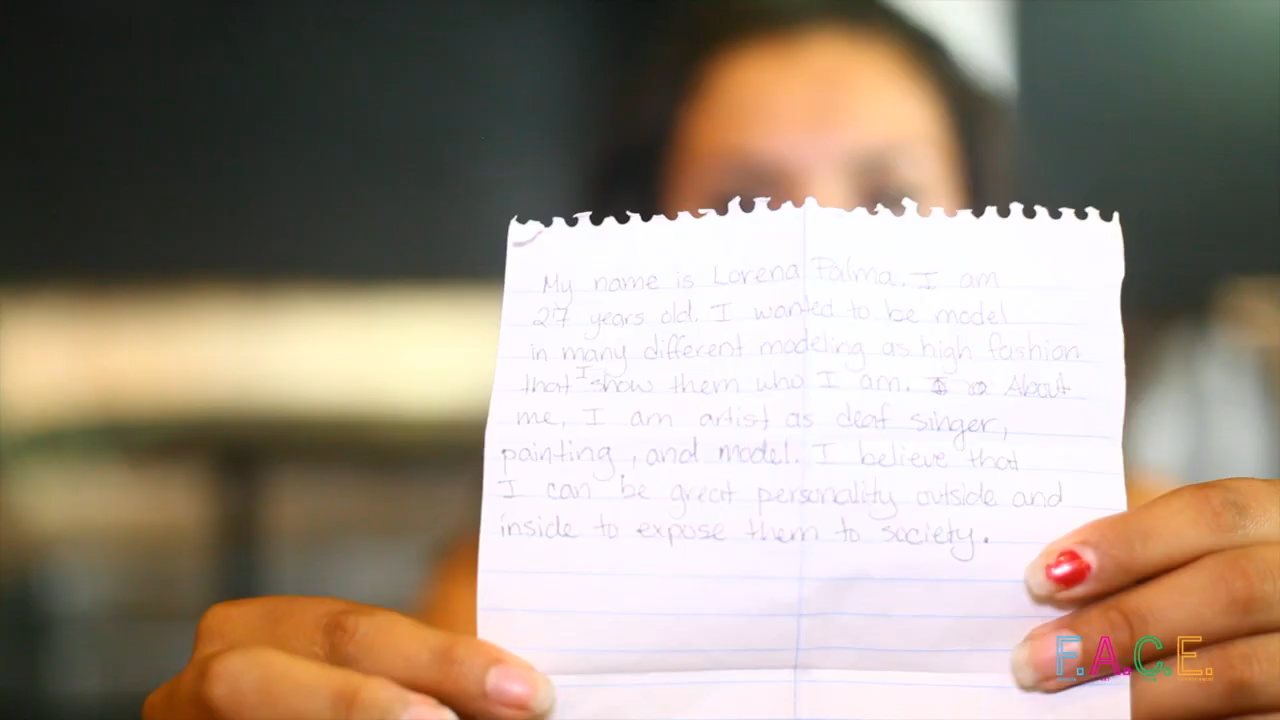 My name is Lorena Palma. I am
27 years old. I wanted to be model
in many different modeling as high fashion
that I show them who I am. About
me, I am artist as deaf singer,
painting, and model. I believe that
I can be great personality outside and
inside to expose them to society.
F.A.C.E.